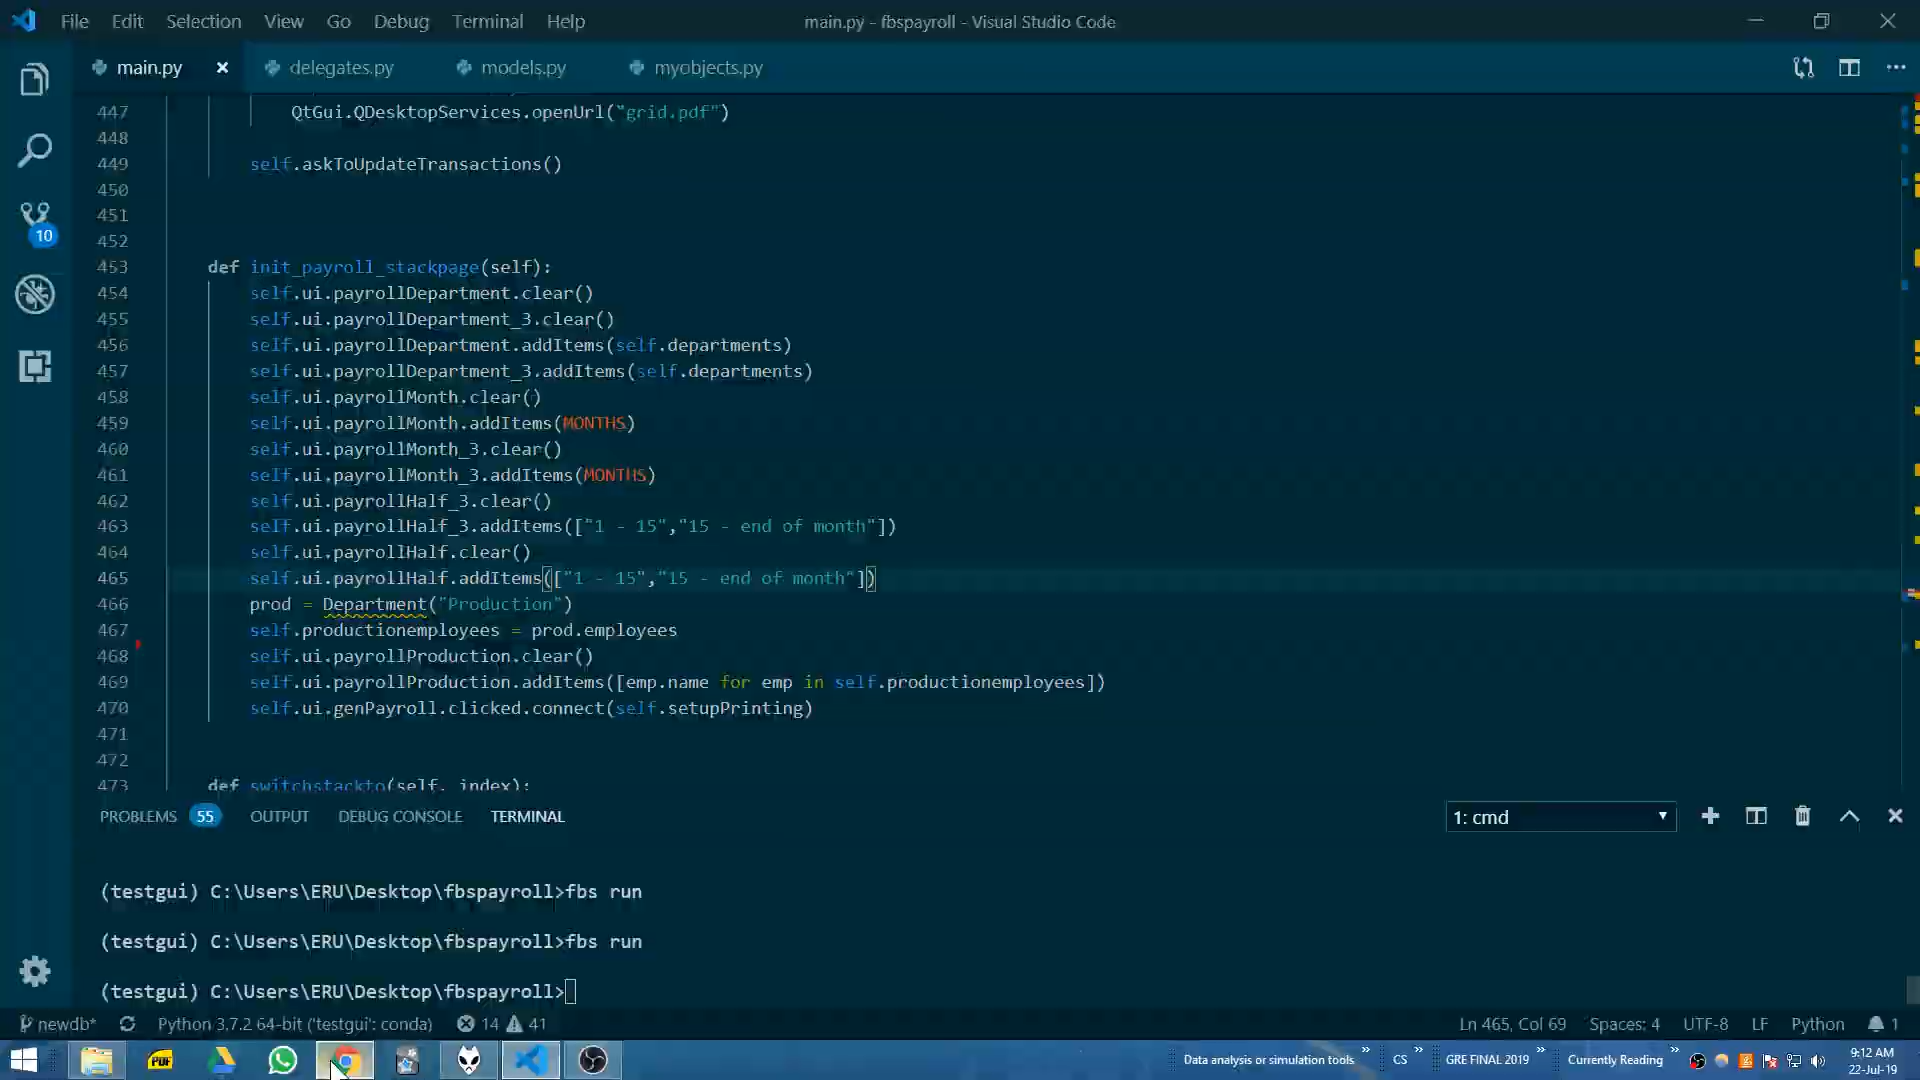 File Edit Selection View Go Debug Terminal Help main.py - fbspayroll - Visual Studio Code
main.py delegates.py models.py myobjects.py
447 QtGui.QDesktopServices.openUrl("grid.pdf")
448
449 self.askToUpdateTransactions()
450
451
452
453 def init_payroll_stackpage(self):
454 self.ui.payrollDepartment.clear()
455 self.ui.payrollDepartment_3.clear()
456 self.ui.payrollDepartment.addItems(self.departments)
457 self.ui.payrollDepartment_3.addItems(self.departments)
458 self.ui.payrollMonth.clear()
459 self.ui.payrollMonth.addItems(MONTHS)
460 self.ui.payrollMonth_3.clear()
461 self.ui.payrollMonth_3.addItems(MONTHS)
462 self.ui.payrollHalf_3.clear()
463 self.ui.payrollHalf_3.addItems(["1 - 15","15 - end of month"])
464 self.ui.payrollHalf.clear()
465 self.ui.payrollHalf.addItems(["1 - 15","15 - end of month"])
466 prod = Department("Production")
467 self.productionemployees = prod.employees
468 self.ui.payrollProduction.clear()
469 self.ui.payrollProduction.addItems([emp.name for emp in self.productionemployees])
470 self.ui.genPayroll.clicked.connect(self.setupPrinting)
471
472
473 def switchstackto(self, index):
10
PROBLEMS 55 OUTPUT DEBUG CONSOLE TERMINAL 1: cmd
(testgui) C:\Users\ERU\Desktop\fbspayroll>fbs run
(testgui) C:\Users\ERU\Desktop\fbspayroll>fbs run
(testgui) C:\Users\ERU\Desktop\fbspayroll>
newdb* Python 3.7.2 64-bit ('testgui': conda) 14 41 Ln 465, Col 69 Spaces: 4 UTF-8 LF Python 1
PDF Data analysis or simulation tools » CS » GRE FINAL 2019 » Currently Reading » 9:12 AM
22-Jul-19